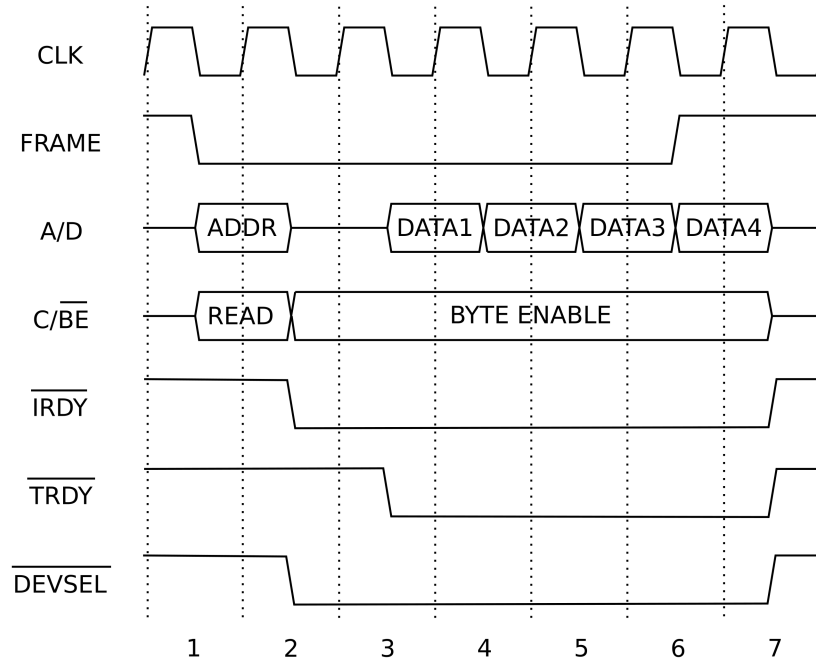 CLK
FRAME
A/D
ADDR DATA1 DATA2 DATA3 DATA4
C/BE
READ BYTE ENABLE
IRDY
TRDY
DEVSEL
1 2 3 4 5 6 7